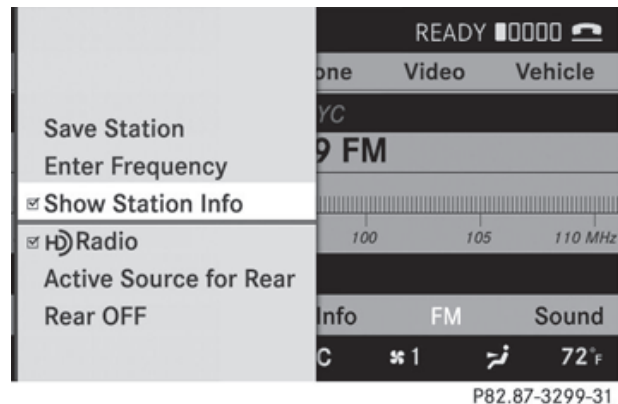 READY
one Video Vehicle
YC
9 FM
Save Station
Enter Frequency
Show Station Info
HD Radio
Active Source for Rear
Rear OFF
100 105 110 MHz
Info FM Sound
C 1 72°F
P82.87-3299-31